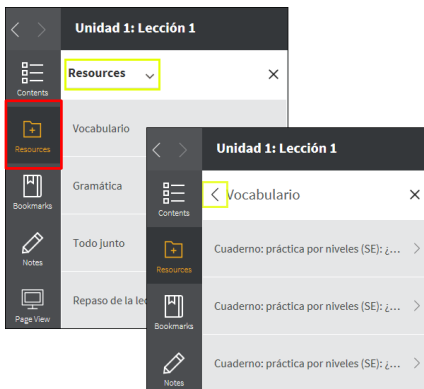 Unidad 1: Lección 1
Contents
Resources
Resources
Vocabulario
Bookmarks
Gramática
Notes
Todo junto
Page View
Repaso de la
Unidad 1: Lección 1
Contents
Vocabulario
Resources
Cuaderno: práctica por niveles (SE): ¿...
Bookmarks
Cuaderno: práctica por niveles (SE): ¿...
Notes
Cuaderno: práctica por niveles (SE): ¿...